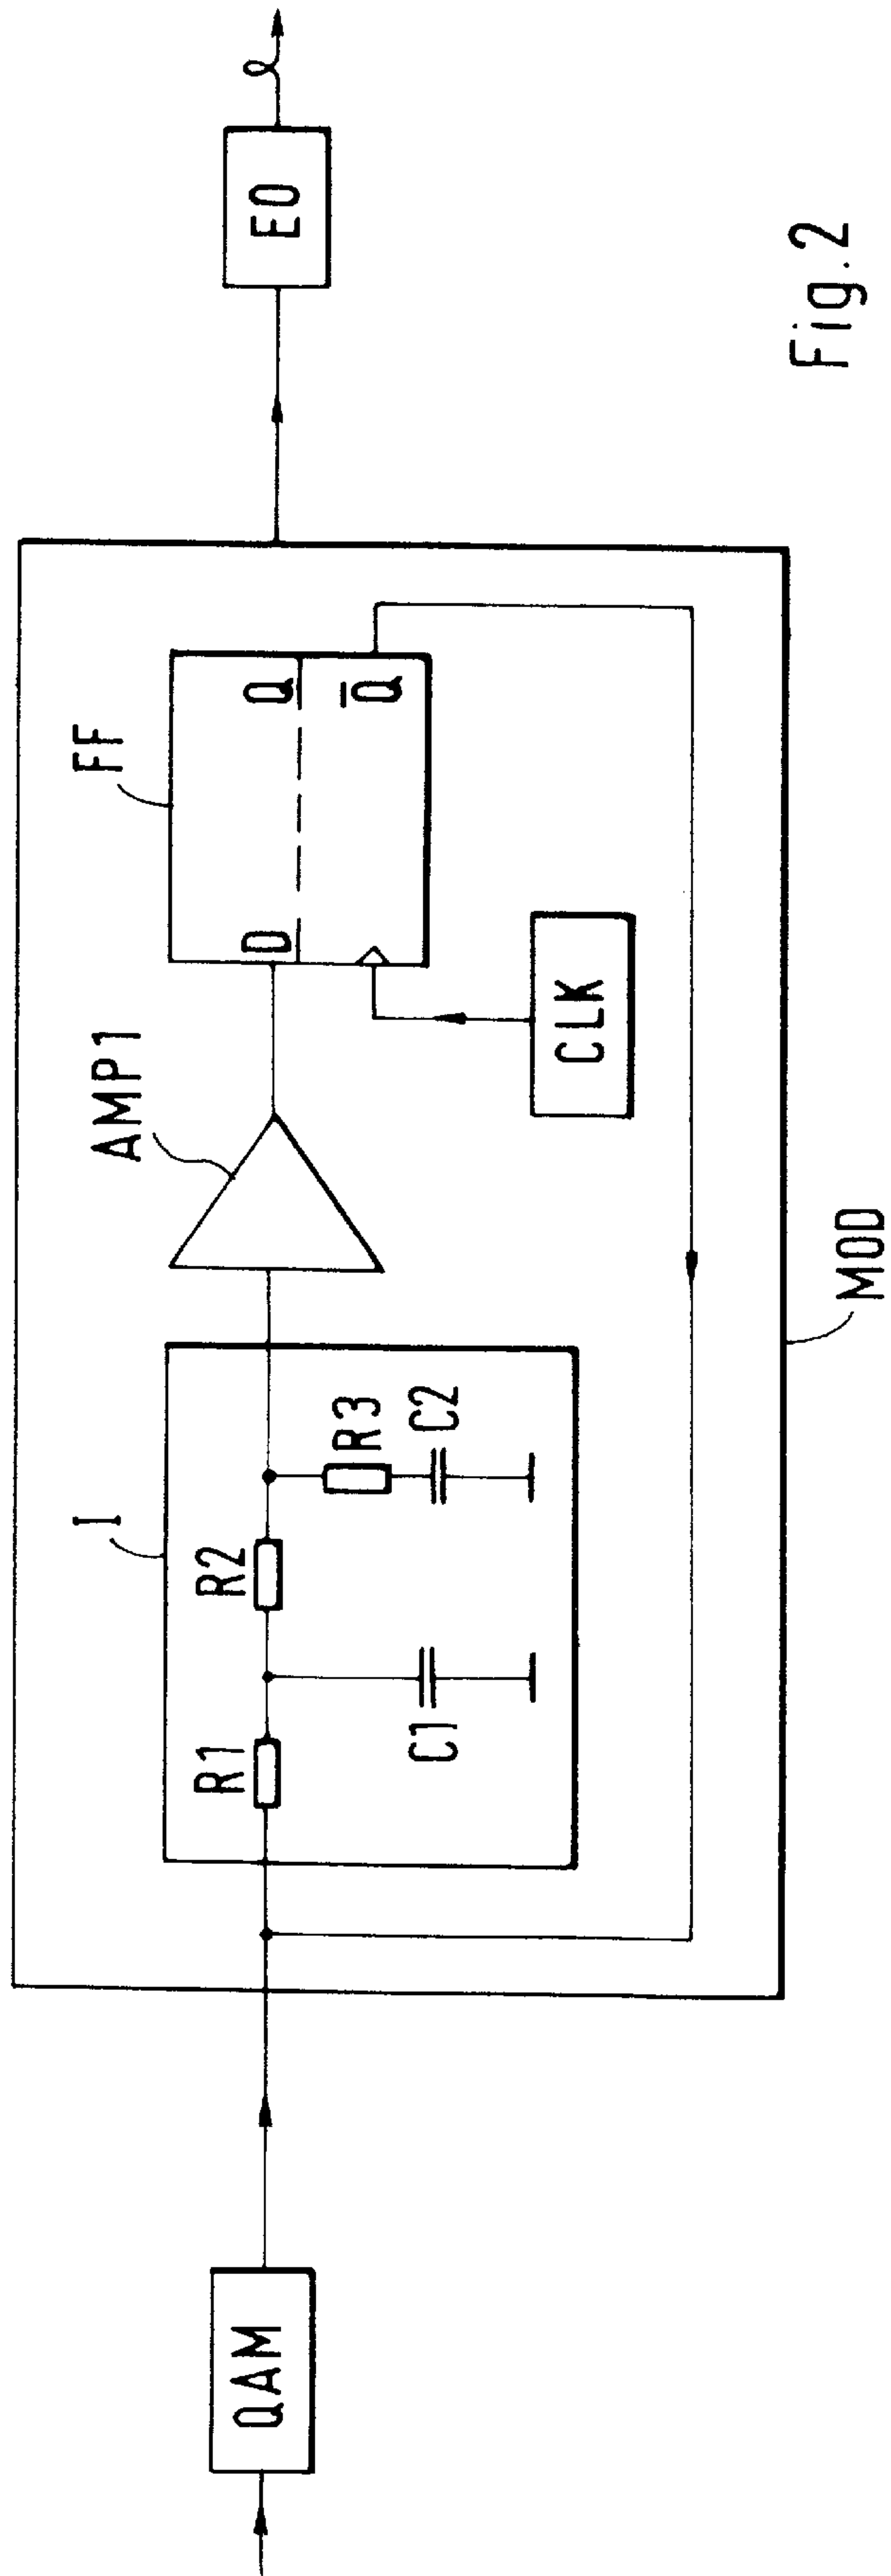 QAM
MOD
I
R1
C1
R2
R3
C2
AMP1
CLK
FF
D
Q
Q̅
EO
Fig.2